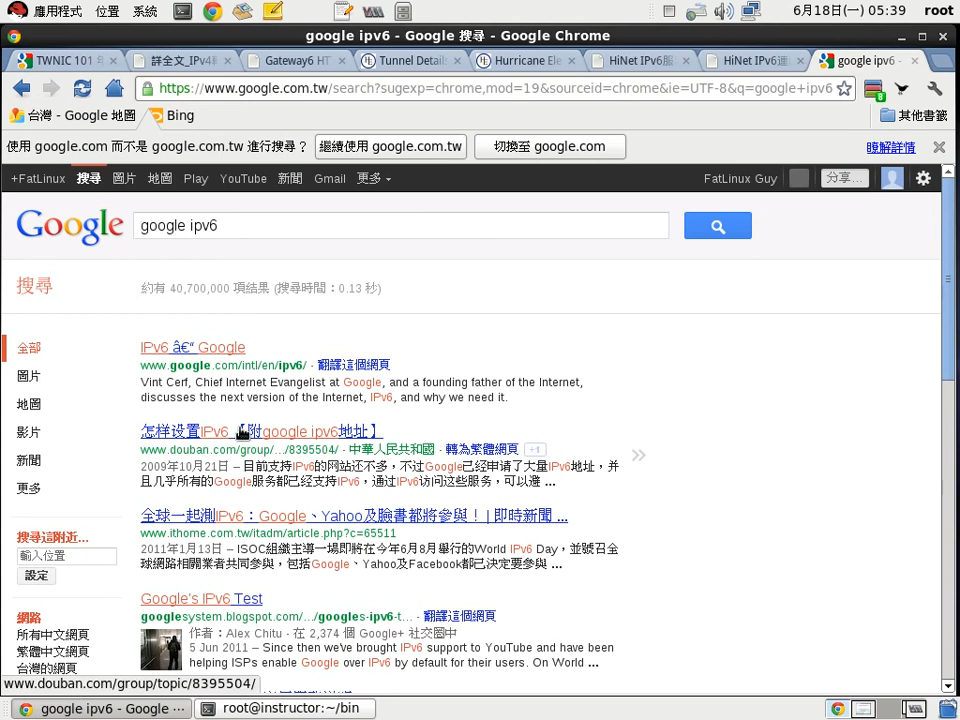 應用程式 位置 系統 6月18日(一) 05:39 root
google ipv6 - Google 搜尋 - Google Chrome
TWNIC 101 詳全文_IPv4 Gateway6 HT Tunnel Details Hurricane Ele HiNet IPv6服 HiNet IPv6 google ipv6 -
https://www.google.com.tw/search?sugexp=chrome,mod=19&sourceid=chrome&ie=UTF-8&q=google+ipv6 8
台灣 - Google 地圖 Bing 其他書籤
使用 google.com 而不是 google.com.tw 進行搜尋？ 繼續使用 google.com.tw 切換至 google.com 瞭解詳情
+FatLinux 搜尋 圖片 地圖 Play YouTube 新聞 Gmail 更多 FatLinux Guy 分享...
Google google ipv6
搜尋 約有 40,700,000 項結果 (搜尋時間：0.13 秒)
全部
圖片
地圖
影片
新聞
更多
搜尋這附近...
輸入位置
設定
網路
所有中文網頁
繁體中文網頁
台灣的網頁
IPv6 â€" Google
www.google.com/intl/en/ipv6/ - 翻譯這個網頁
Vint Cerf, Chief Internet Evangelist at Google, and a founding father of the Internet,
discusses the next version of the Internet, IPv6, and why we need it.
怎样设置IPv6【附google ipv6地址】
www.douban.com/group/.../8395504/ - 中華人民共和國 - 轉為繁體網頁 +1
2009年10月21日 – 目前支持IPv6的网站还不多，不过Google已经申请了大量IPv6地址，并
且几乎所有的Google服务都已经支持IPv6，通过IPv6访问这些服务，可以避 ...
全球一起測IPv6：Google、Yahoo及臉書都將參與！ | 即時新聞 ...
www.ithome.com.tw/itadm/article.php?c=65511
2011年1月13日 – ISOC組織主導一場即將在今年6月8日舉行的World IPv6 Day，並號召全
球網路相關業者共同參與，包括Google、Yahoo及Facebook都已決定要參與 ...
Google's IPv6 Test
googlesystem.blogspot.com/.../googles-ipv6-t... - 翻譯這個網頁
作者：Alex Chitu - 在 2,374 個 Google+ 社交圈中
5 Jun 2011 – Since then we've brought IPv6 support to YouTube and have been
helping ISPs enable Google over IPv6 by default for their users. On World ...
www.douban.com/group/topic/8395504/
google ipv6 - Google ... root@instructor:~/bin